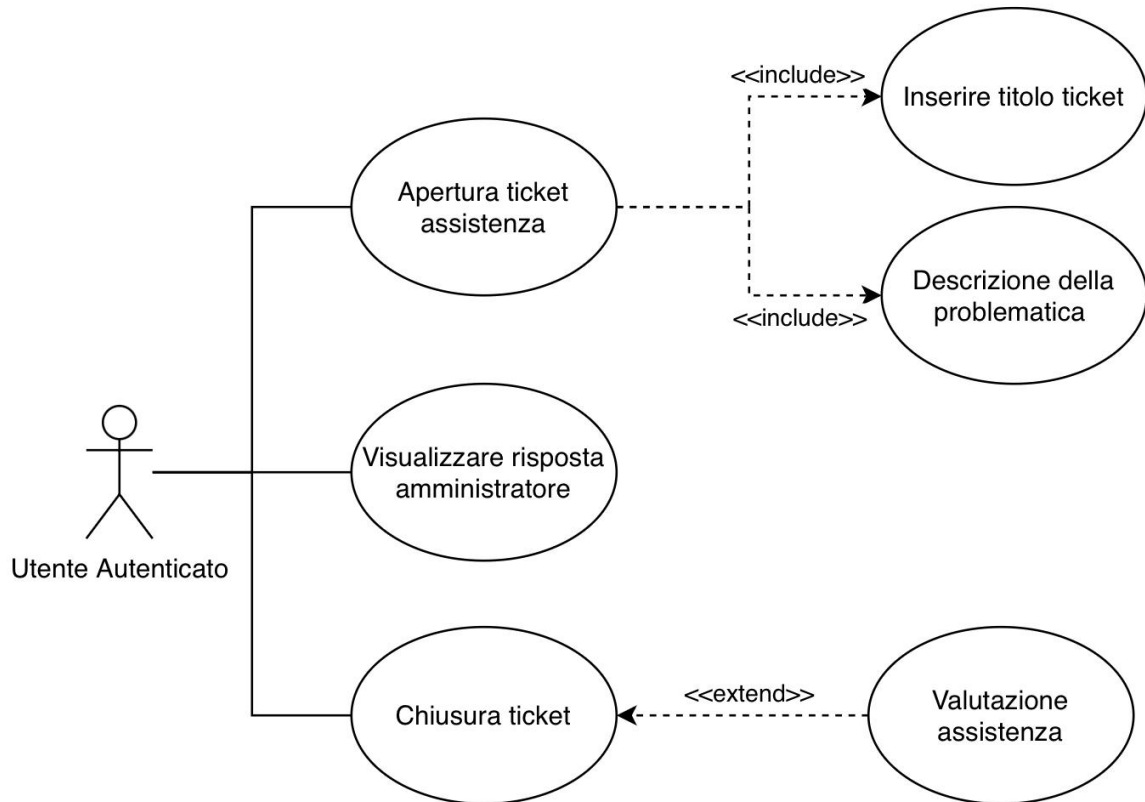 <<include>>
Inserire titolo ticket
Apertura ticket
assistenza
Descrizione della
problematica
<<include>>
Visualizzare risposta
amministratore
Utente Autenticato
<<extend>>
Chiusura ticket
Valutazione
assistenza